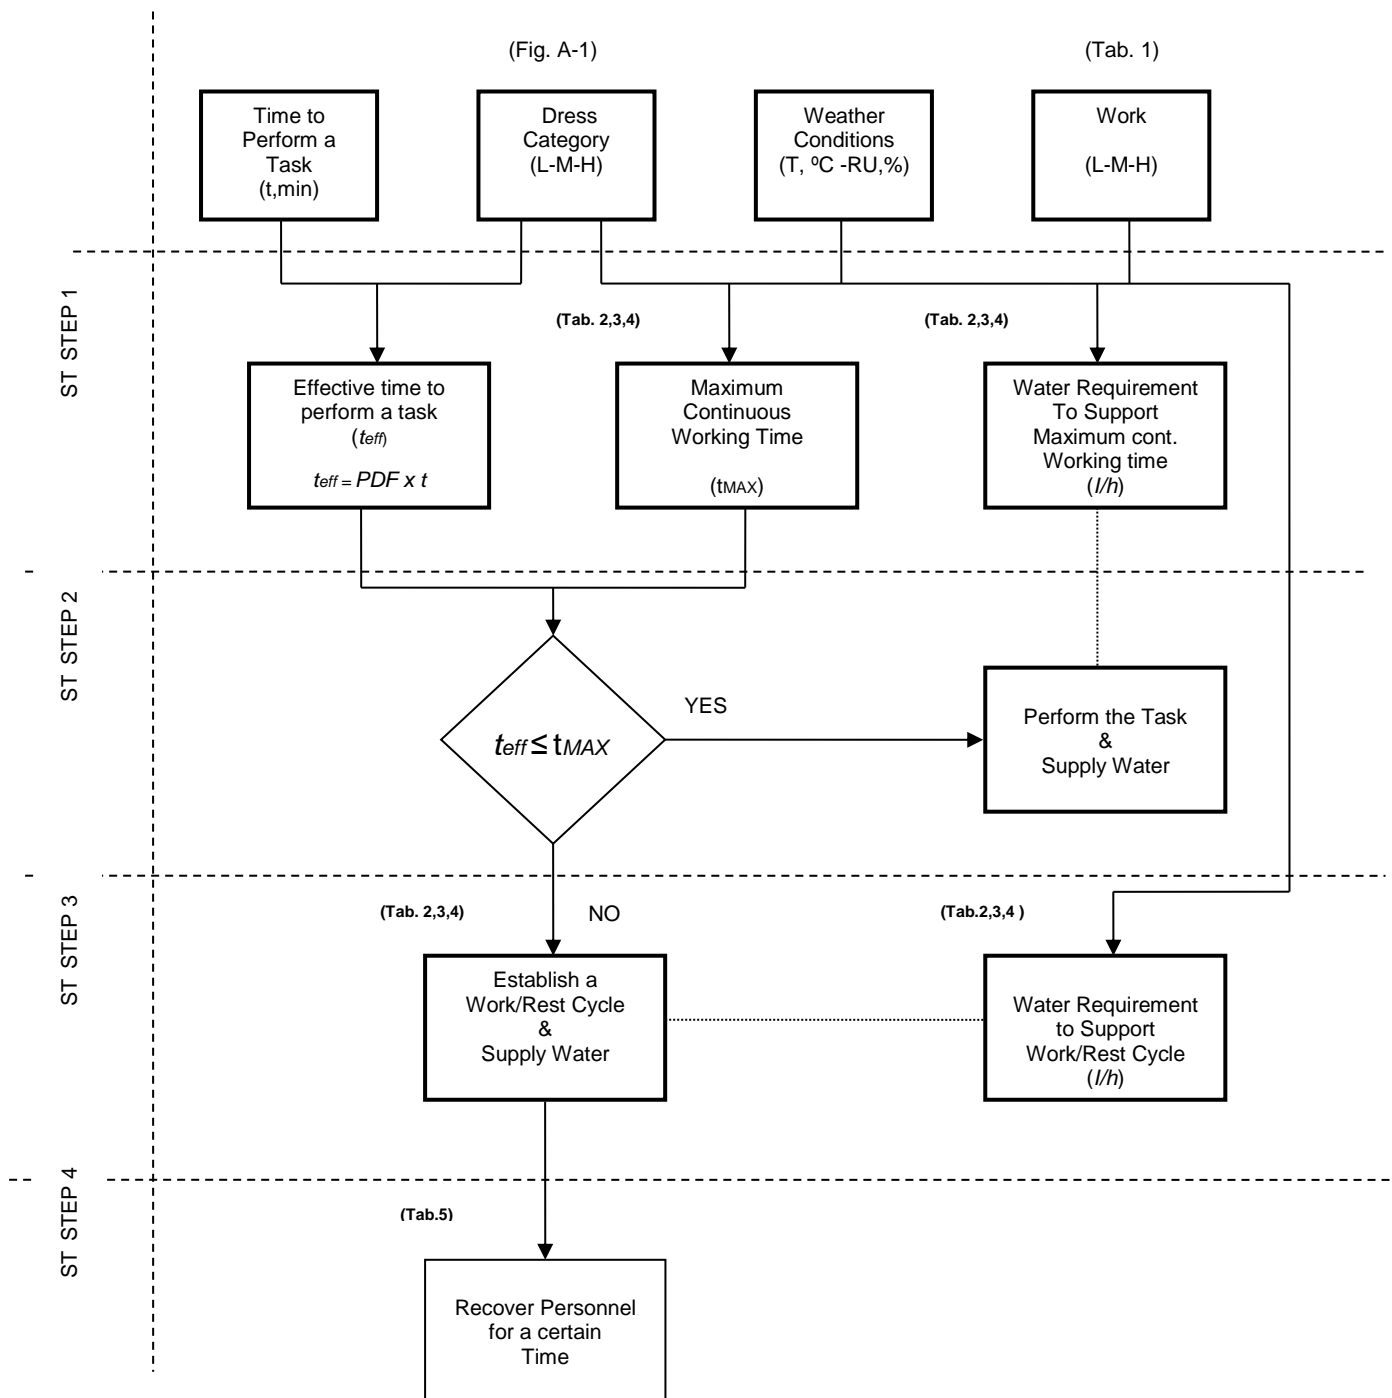 (Fig. A-1)
(Tab. 1)
Time to
Perform a
Task
(t,min)
Dress
Category
(L-M-H)
Weather
Conditions
(T, ºC -RU,%)
Work
(L-M-H)
ST STEP 1
(Tab. 2,3,4)
(Tab. 2,3,4)
Effective time to
perform a task
(teff)
teff = PDF x t
Maximum
Continuous
Working Time
(tMAX)
Water Requirement
To Support
Maximum cont.
Working time
(l/h)
ST STEP 2
teff ≤ tMAX
YES
Perform the Task
&
Supply Water
ST STEP 3
(Tab. 2,3,4)
NO
(Tab.2,3,4 )
Establish a
Work/Rest Cycle
&
Supply Water
Water Requirement
to Support
Work/Rest Cycle
(l/h)
ST STEP 4
(Tab.5)
Recover Personnel
for a certain
Time